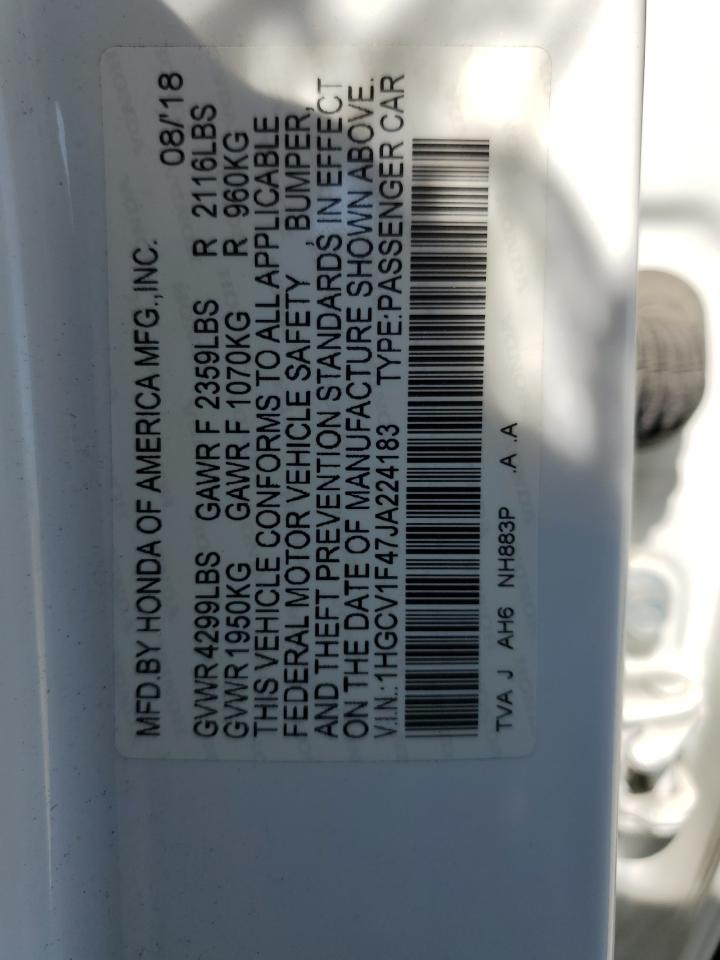 MFD.BY HONDA OF AMERICA MFG.,INC. 08/'18
GVWR 4299LBS GAWR F 2359LBS R 2116LBS
GVWR 1950KG GAWR F 1070KG R 960KG
THIS VEHICLE CONFORMS TO ALL APPLICABLE
FEDERAL MOTOR VEHICLE SAFETY , BUMPER,
AND THEFT PREVENTION STANDARDS IN EFFECT
ON THE DATE OF MANUFACTURE SHOWN ABOVE.
V.I.N.:1HGCV1F47JA224183 TYPE:PASSENGER CAR
TVA J AH6 NH883P .A .A